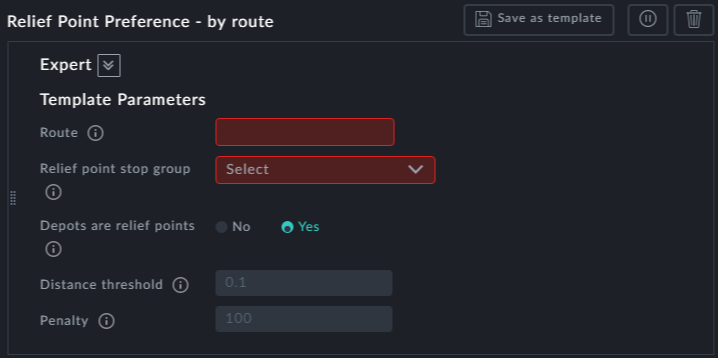 Relief Point Preference - by route
Save as template
Expert
Template Parameters
Route
Relief point stop group
Select
Depots are relief points
No
Yes
Distance threshold
0.1
Penalty
100